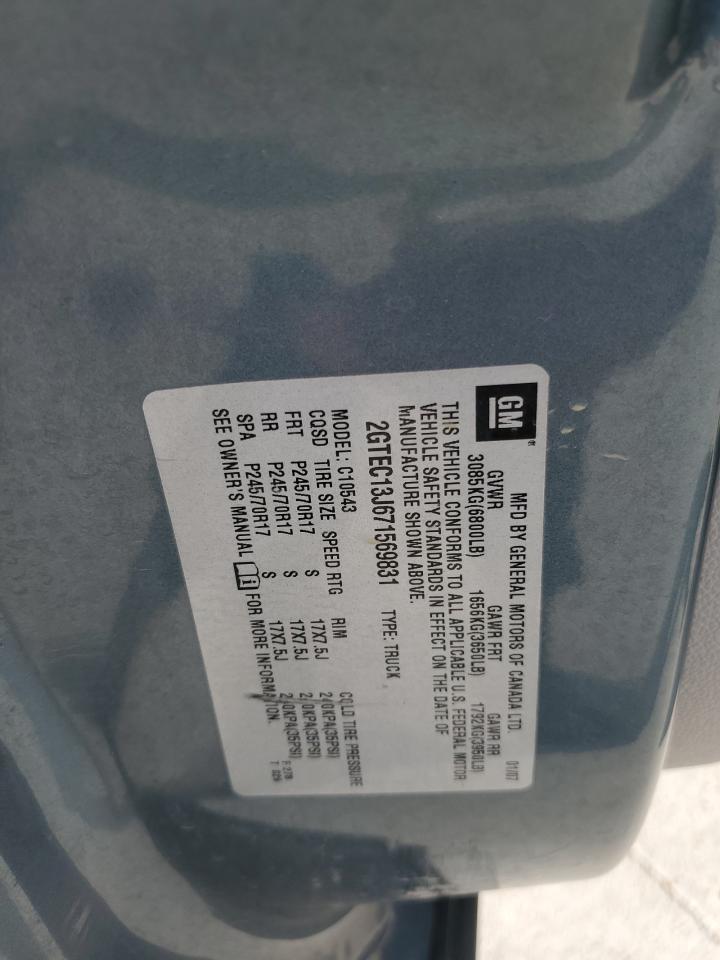 GM
MFD BY GENERAL MOTORS OF CANADA LTD. 01/07
GVWR GAWR FRT GAWR RR
3085KG(6800LB) 1656KG(3650LB) 1792KG(3950LB)
THIS VEHICLE CONFORMS TO ALL APPLICABLE U.S. FEDERAL MOTOR
VEHICLE SAFETY STANDARDS IN EFFECT ON THE DATE OF
MANUFACTURE SHOWN ABOVE.
2GTEC13J671569831 TYPE: TRUCK
MODEL: C10543
CQSD TIRE SIZE SPEED RTG RIM COLD TIRE PRESSURE
FRT P245/70R17 S 17X7.5J 240KPA(35PSI)
RR P245/70R17 S 17X7.5J 240KPA(35PSI)
SPA P245/70R17 S 17X7.5J 240KPA(35PSI)
SEE OWNER'S MANUAL FOR MORE INFORMATION.